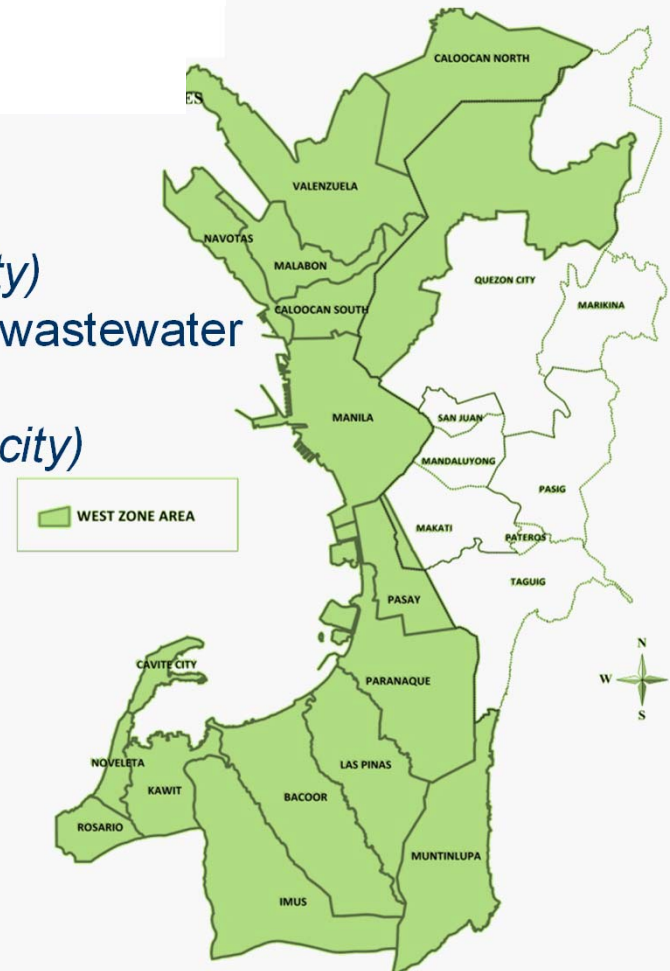 ES
ty)
wastewater
city)
WEST ZONE AREA
CALOOCAN NORTH
VALENZUELA
NAVOTAS
MALABON
QUEZON CITY
MARIKINA
CALOOCAN SOUTH
MANILA
SAN JUAN
MANDALUYONG
PASIG
MAKATI
PATEROS
TAGUIG
PASAY
CAVITE CITY
PARANAQUE
N
W
S
NOVELETA
LAS PINAS
KAWIT
BACOOR
ROSARIO
MUNTINLUPA
IMUS